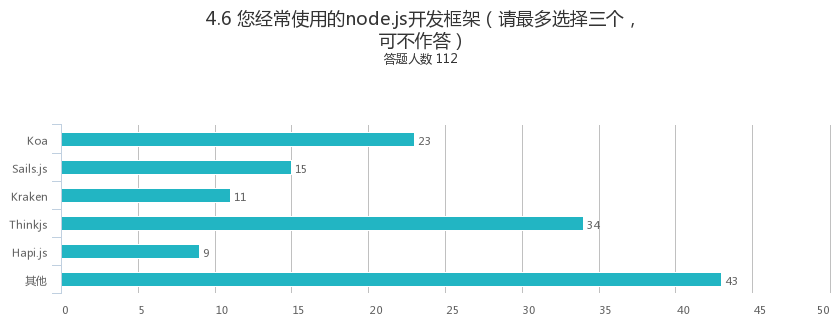 4.6 您经常使用的node.js开发框架（请最多选择三个，
可不作答）
答题人数 112
Koa 23
Sails.js 15
Kraken 11
Thinkjs 34
Hapi.js 9
其他 43
0 5 10 15 20 25 30 35 40 45 50